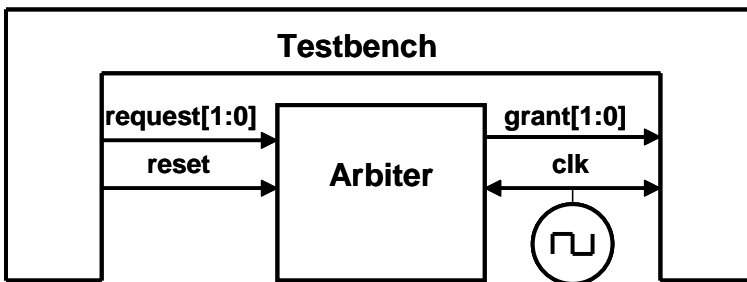 Testbench
request[1:0]
grant[1:0]
reset
Arbiter
clk